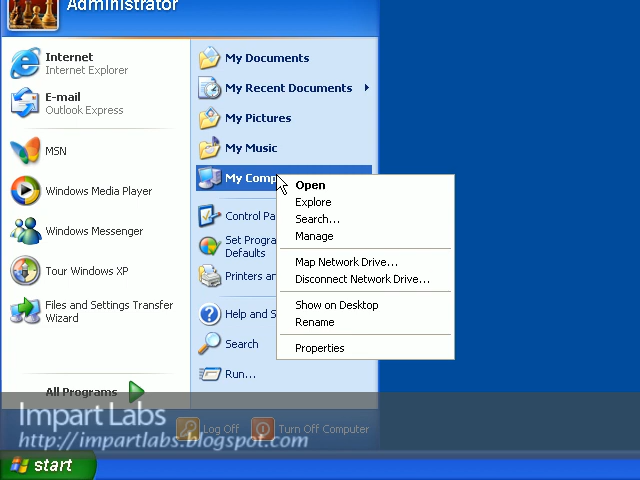 Administrator
Internet
Internet Explorer
E-mail
Outlook Express
MSN
Windows Media Player
Windows Messenger
Tour Windows XP
Files and Settings Transfer
Wizard
All Programs
My Documents
My Recent Documents
My Pictures
My Music
My Comp
Control Pa
Set Progra
Defaults
Printers an
Help and S
Search
Run...
Open
Explore
Search...
Manage
Map Network Drive...
Disconnect Network Drive...
Show on Desktop
Rename
Properties
Log Off
Turn Off Computer
Impart Labs
http://impartlabs.blogspot.com
start